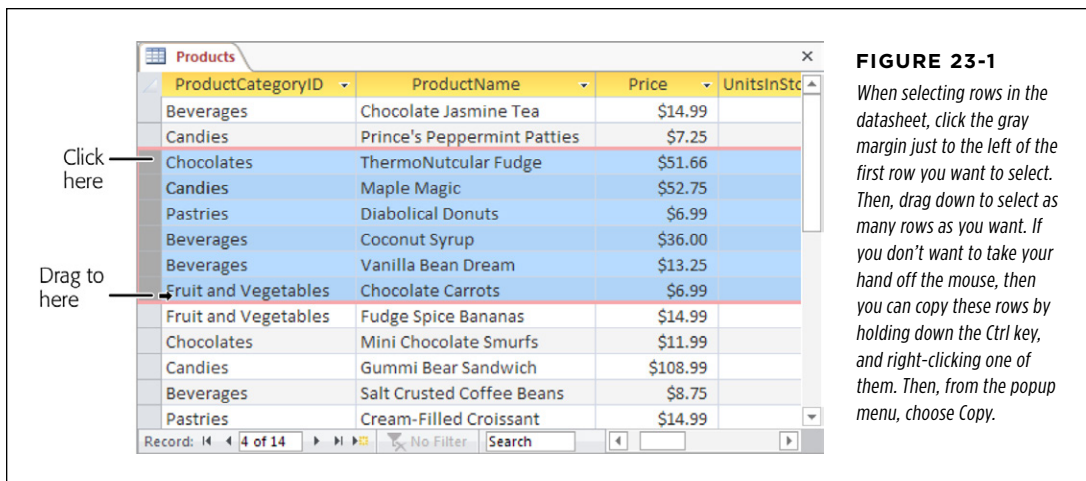 Products
ProductCategoryID ProductName Price UnitsInStc
Beverages Chocolate Jasmine Tea $14.99
Candies Prince's Peppermint Patties $7.25
Click here
Chocolates ThermoNutcular Fudge $51.66
Candies Maple Magic $52.75
Pastries Diabolical Donuts $6.99
Beverages Coconut Syrup $36.00
Beverages Vanilla Bean Dream $13.25
Drag to here
Fruit and Vegetables Chocolate Carrots $6.99
Fruit and Vegetables Fudge Spice Bananas $14.99
Chocolates Mini Chocolate Smurfs $11.99
Candies Gummi Bear Sandwich $108.99
Beverages Salt Crusted Coffee Beans $8.75
Pastries Cream-Filled Croissant $14.99
Record: 4 of 14 No Filter Search
FIGURE 23-1
When selecting rows in the
datasheet, click the gray
margin just to the left of the
first row you want to select.
Then, drag down to select as
many rows as you want. If
you don't want to take your
hand off the mouse, then
you can copy these rows by
holding down the Ctrl key,
and right-clicking one of
them. Then, from the popup
menu, choose Copy.